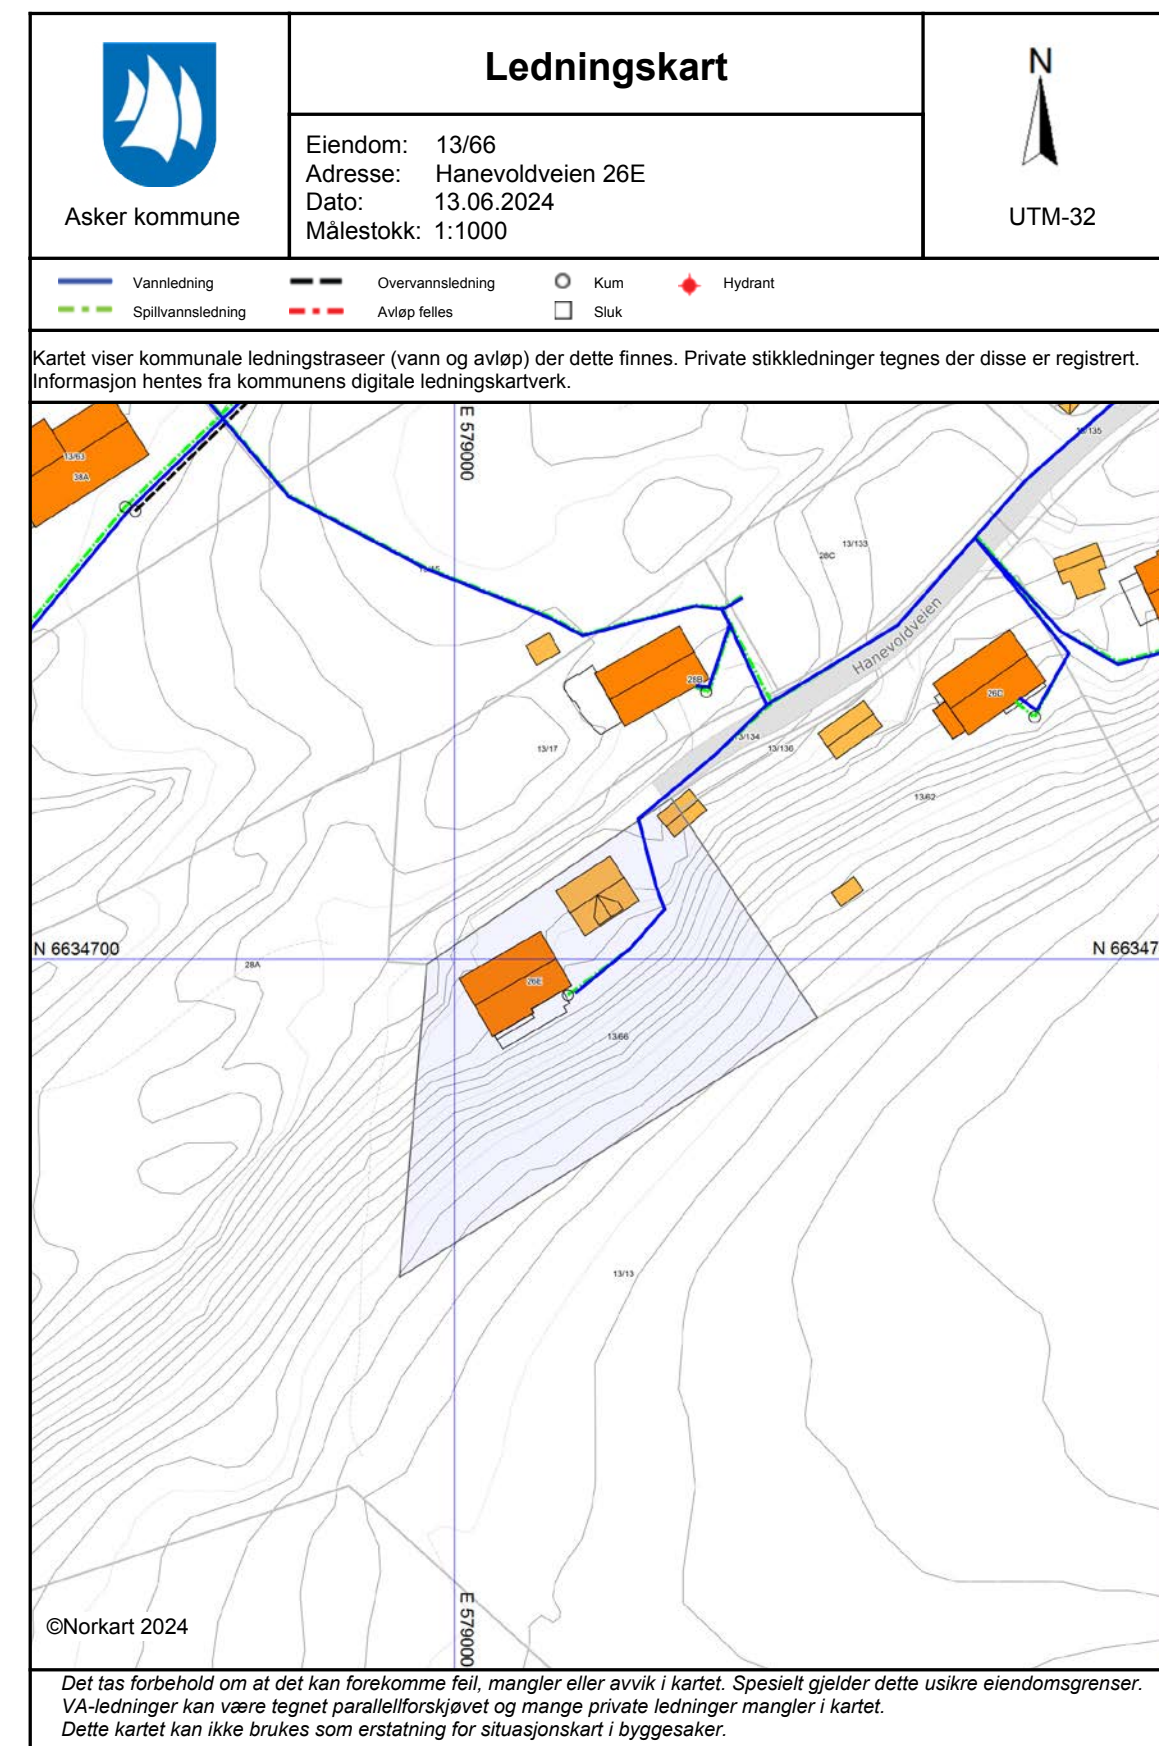 Ledningskart
N
Asker kommune
Eiendom: 13/66
Adresse: Hanevoldveien 26E
Dato: 13.06.2024
Målestokk: 1:1000
UTM-32
Vannledning
Overvannsledning
Kum
Hydrant
Spillvannsledning
Avløp felles
Sluk
Kartet viser kommunale ledningstraseer (vann og avløp) der dette finnes. Private stikkledninger tegnes der disse er registrert.
Informasjon hentes fra kommunens digitale ledningskartverk.
E 579000
13/63
38A
13/133
28C
Hanevoldveien
28B
26D
13/134
13/136
13/17
13/62
N 6634700
N 66347
28A
26E
13/66
13/13
E 579000
©Norkart 2024
Det tas forbehold om at det kan forekomme feil, mangler eller avvik i kartet. Spesielt gjelder dette usikre eiendomsgrenser.
VA-ledninger kan være tegnet parallellforskjøvet og mange private ledninger mangler i kartet.
Dette kartet kan ikke brukes som erstatning for situasjonskart i byggesaker.